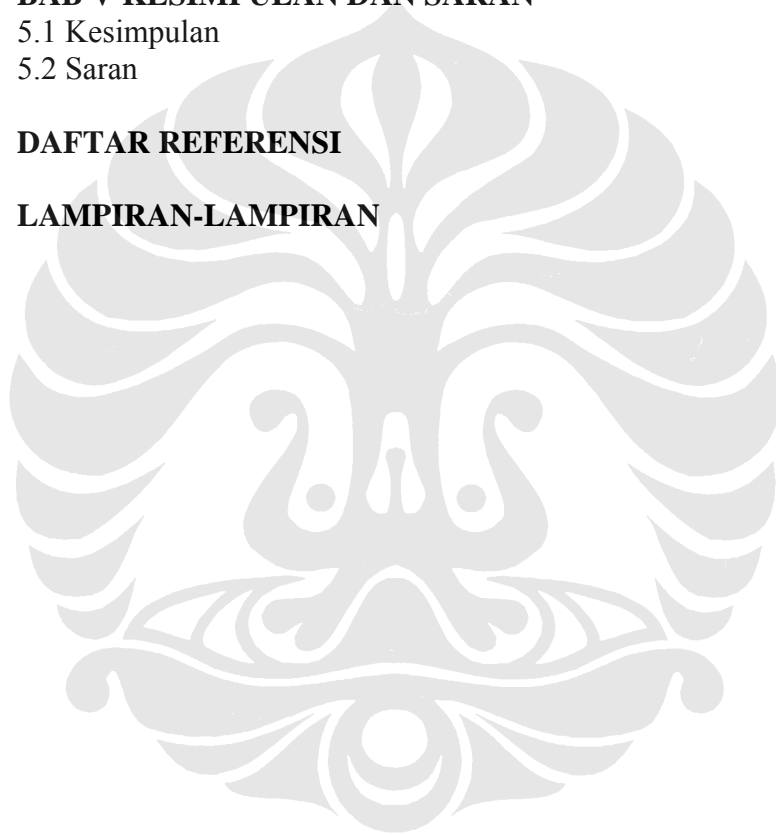 BAB V KESIMPULAN DAN SARAN
5.1 Kesimpulan
5.2 Saran
DAFTAR REFERENSI
LAMPIRAN-LAMPIRAN